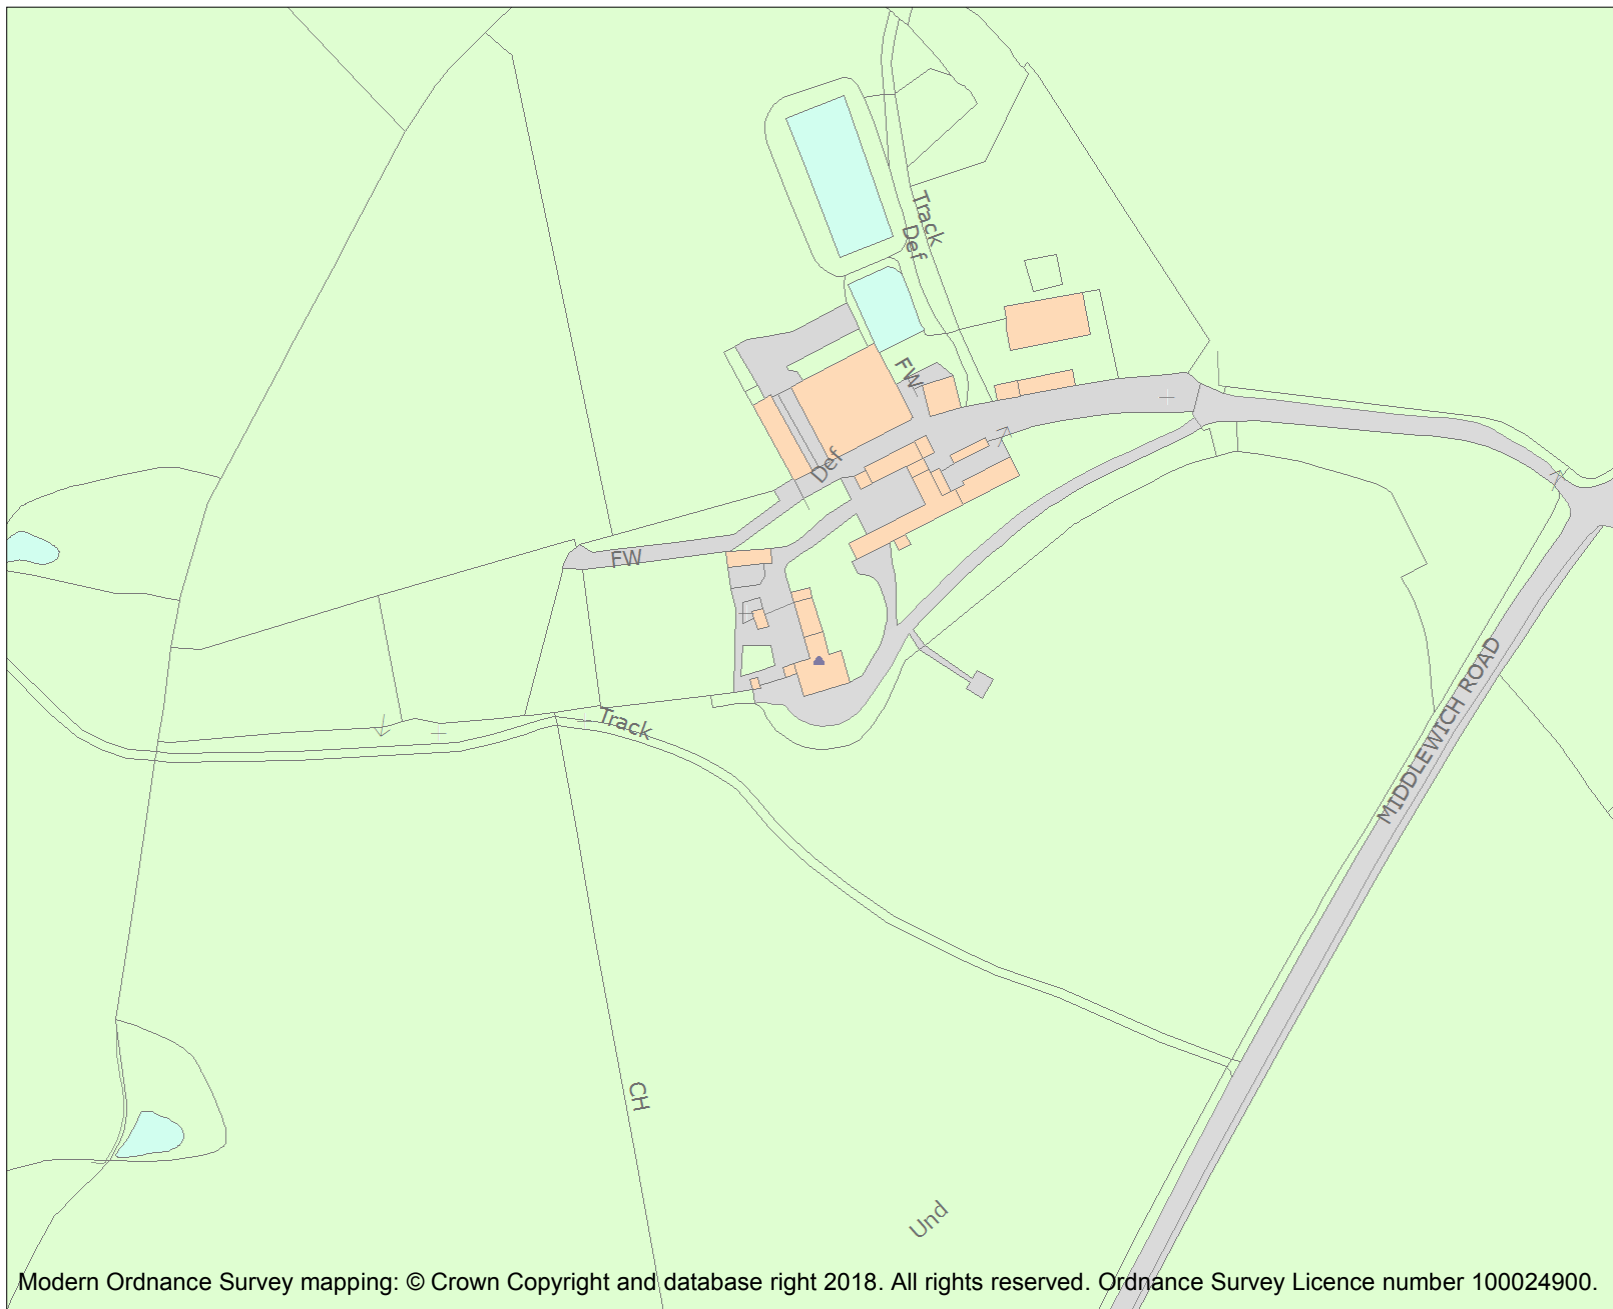 Track
Def
FW
Def
FW
MIDDLEWICH ROAD
Track
CH
Und
Modern Ordnance Survey mapping: © Crown Copyright and database right 2018. All rights reserved. Ordnance Survey Licence number 100024900.